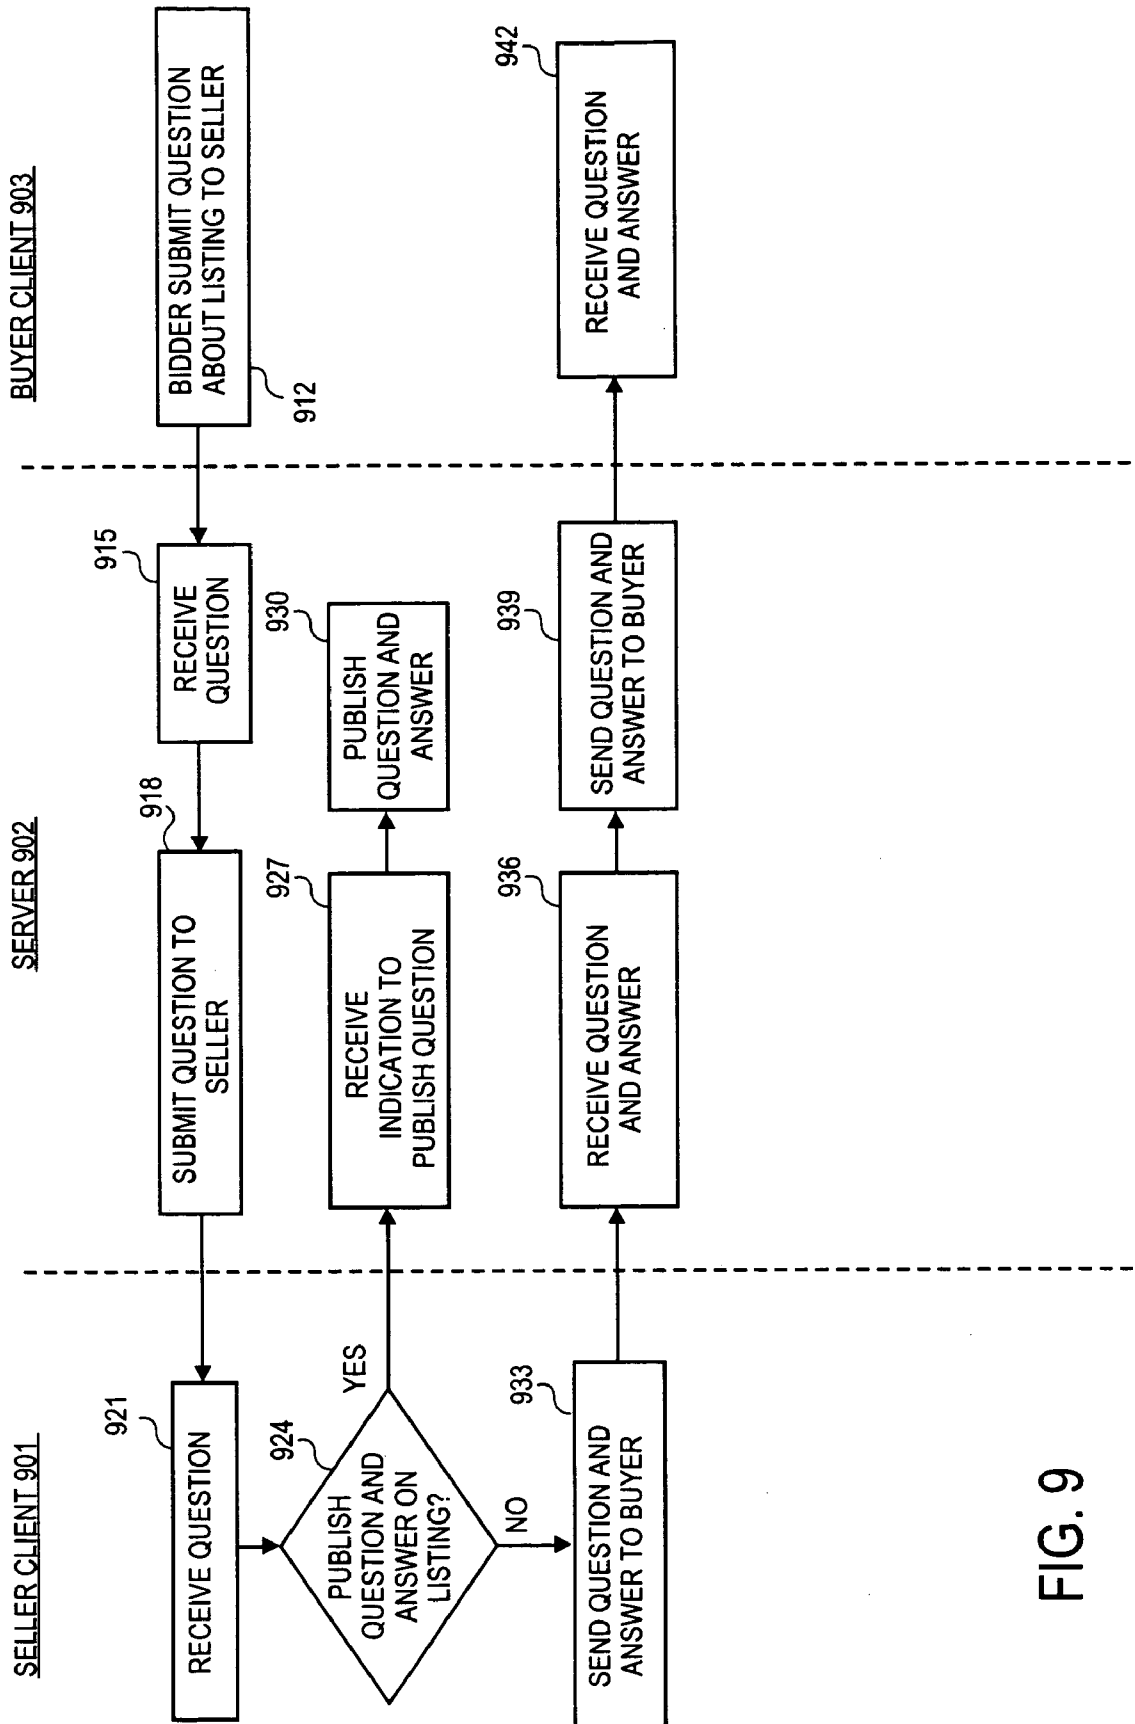 SELLER CLIENT 901
SERVER 902
BUYER CLIENT 903
BIDDER SUBMIT QUESTION
ABOUT LISTING TO SELLER
912
915
RECEIVE
QUESTION
918
SUBMIT QUESTION TO
SELLER
921
RECEIVE QUESTION
924
PUBLISH
QUESTION AND
ANSWER ON
LISTING?
YES
NO
927
RECEIVE
INDICATION TO
PUBLISH QUESTION
930
PUBLISH
QUESTION AND
ANSWER
933
SEND QUESTION AND
ANSWER TO BUYER
936
RECEIVE QUESTION
AND ANSWER
939
SEND QUESTION AND
ANSWER TO BUYER
942
RECEIVE QUESTION
AND ANSWER
FIG. 9